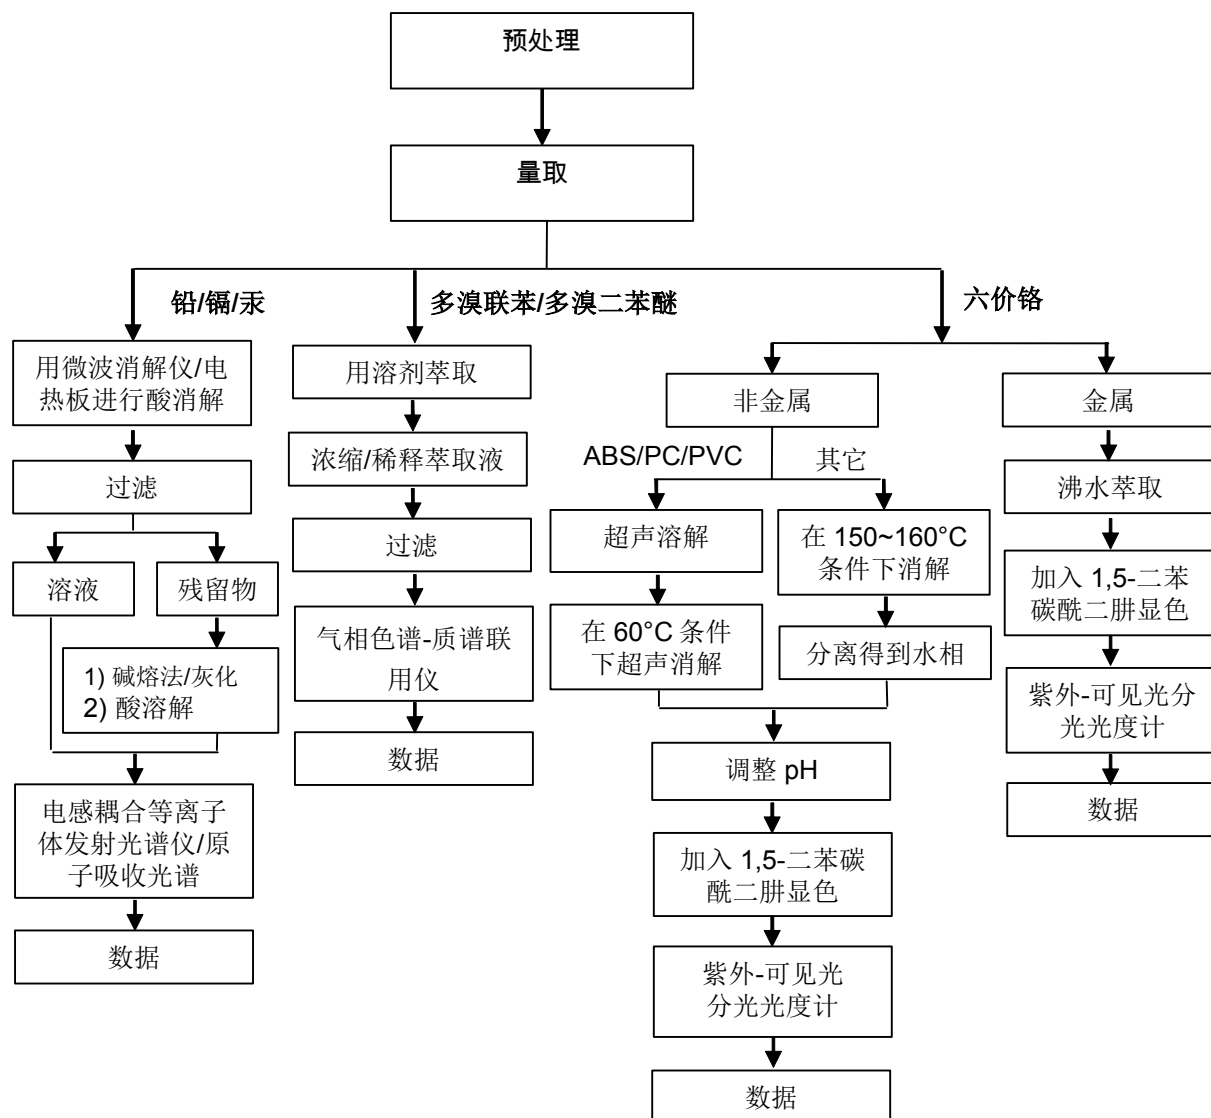 预处理
量取
铅/镉/汞
多溴联苯/多溴二苯醚
六价铬
用微波消解仪/电
热板进行酸消解
过滤
溶液
残留物
1) 碱熔法/灰化
2) 酸溶解
电感耦合等离子
体发射光谱仪/原
子吸收光谱
数据
用溶剂萃取
浓缩/稀释萃取液
过滤
气相色谱-质谱联
用仪
数据
非金属
ABS/PC/PVC
其它
超声溶解
在 60°C 条件
下超声消解
在 150~160°C
条件下消解
分离得到水相
调整 pH
加入 1,5-二苯碳
酰二肼显色
紫外-可见光
分光光度计
数据
金属
沸水萃取
加入 1,5-二苯
碳酰二肼显色
紫外-可见光分
光光度计
数据